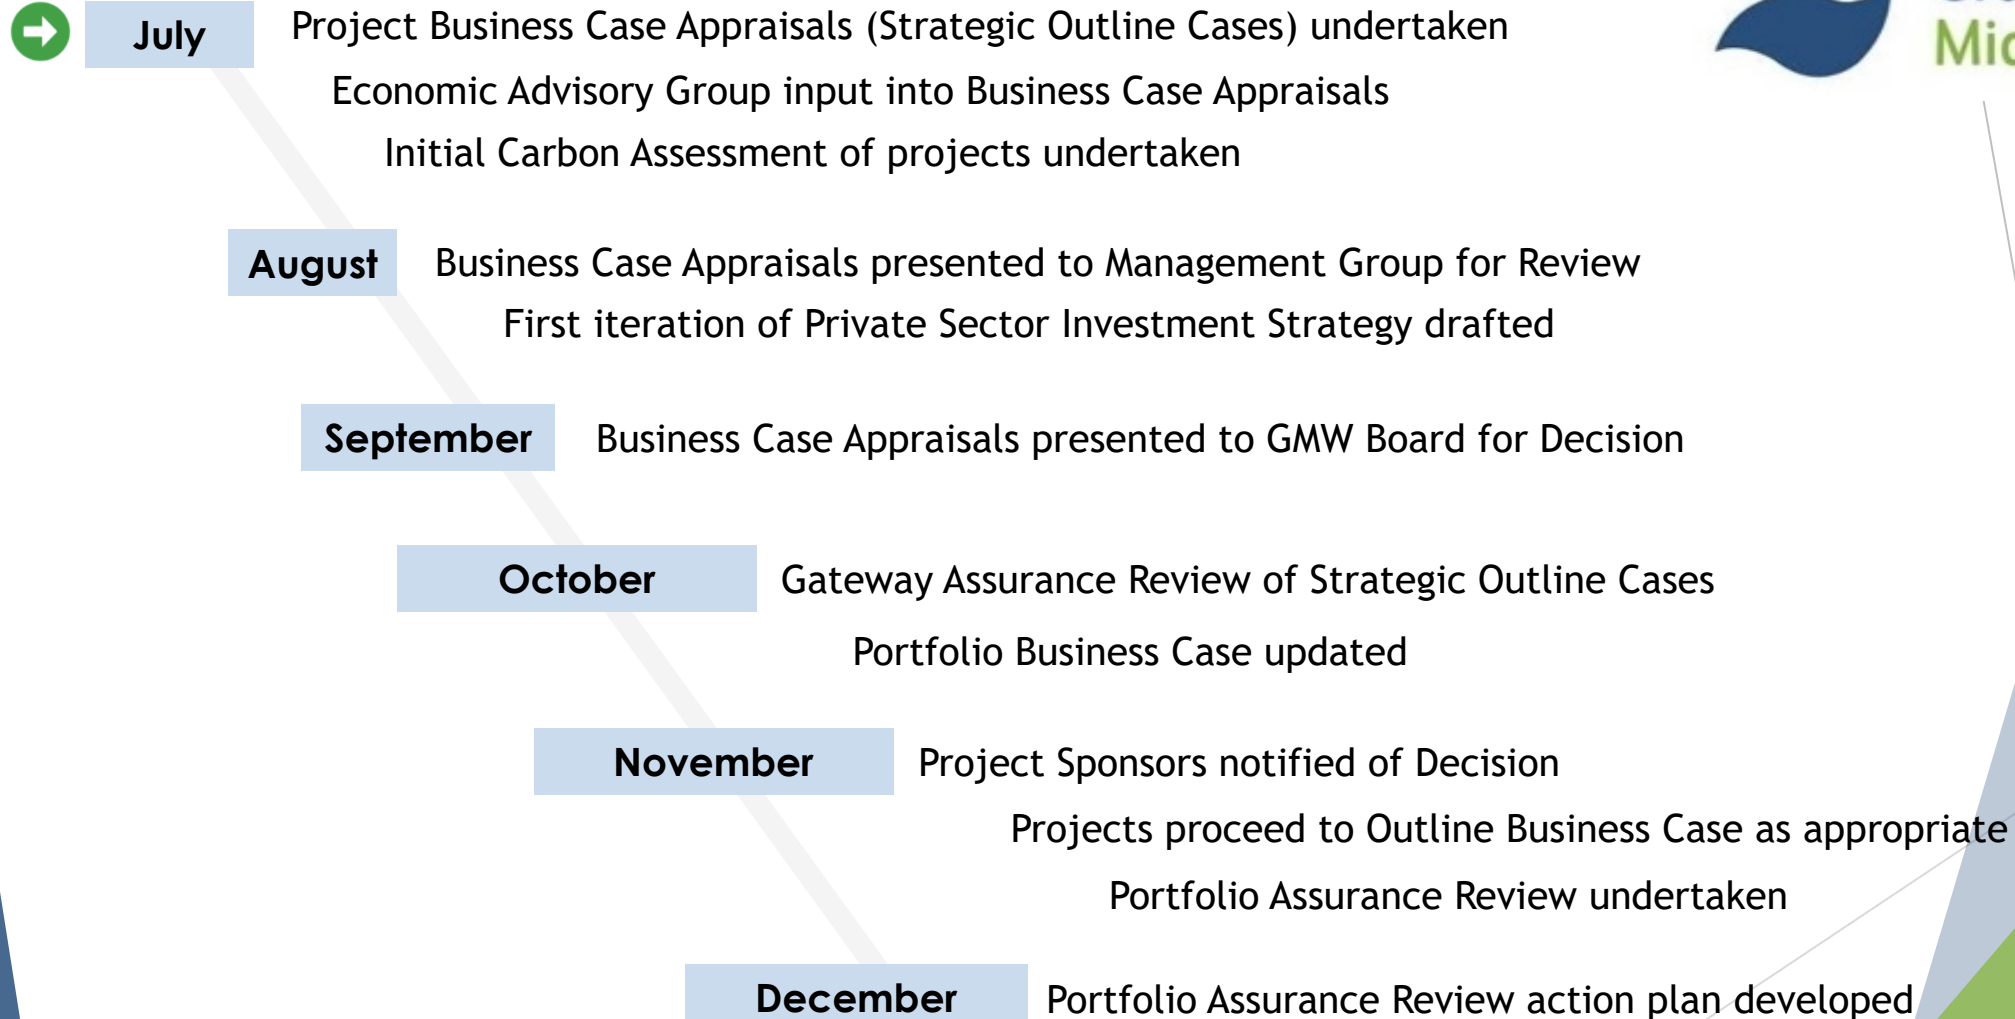 July
Project Business Case Appraisals (Strategic Outline Cases) undertaken
Economic Advisory Group input into Business Case Appraisals
Initial Carbon Assessment of projects undertaken
August
Business Case Appraisals presented to Management Group for Review
First iteration of Private Sector Investment Strategy drafted
September
Business Case Appraisals presented to GMW Board for Decision
October
Gateway Assurance Review of Strategic Outline Cases
Portfolio Business Case updated
November
Project Sponsors notified of Decision
Projects proceed to Outline Business Case as appropriate
Portfolio Assurance Review undertaken
December
Portfolio Assurance Review action plan developed